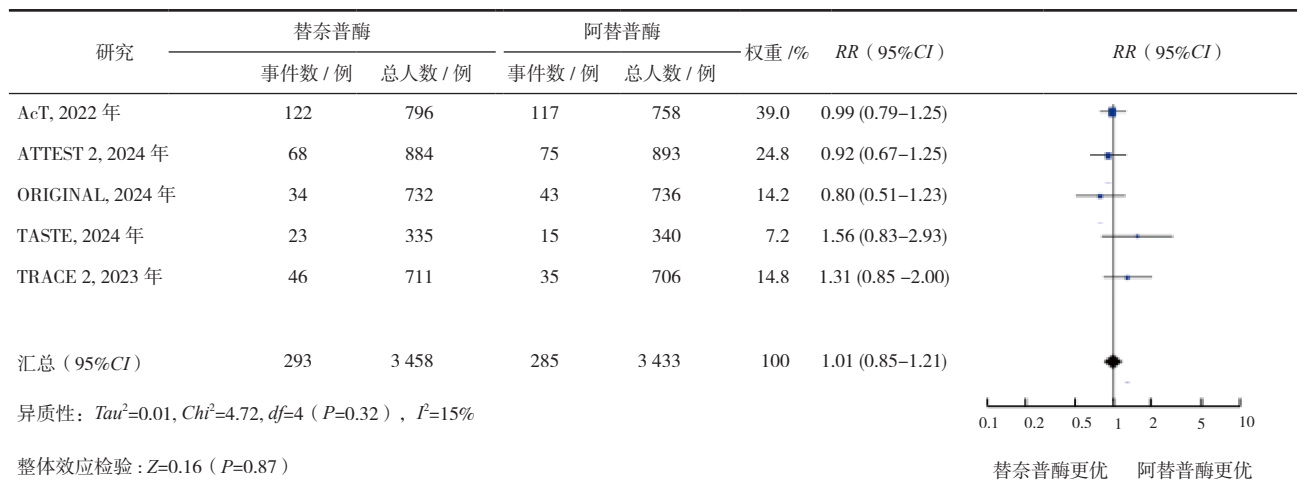 研究 替奈普酶 阿替普酶 权重 /% RR（95%CI） RR（95%CI）
事件数 / 例 总人数 / 例 事件数 / 例 总人数 / 例
AcT, 2022 年 122 796 117 758 39.0 0.99 (0.79–1.25)
ATTEST 2, 2024 年 68 884 75 893 24.8 0.92 (0.67–1.25)
ORIGINAL, 2024 年 34 732 43 736 14.2 0.80 (0.51–1.23)
TASTE, 2024 年 23 335 15 340 7.2 1.56 (0.83–2.93)
TRACE 2, 2023 年 46 711 35 706 14.8 1.31 (0.85 –2.00)
汇总（95%CI） 293 3 458 285 3 433 100 1.01 (0.85–1.21)
异质性：Tau²=0.01, Chi²=4.72, df=4（P=0.32）, I²=15%
0.1 0.2 0.5 1 2 5 10
整体效应检验 : Z=0.16（P=0.87） 替奈普酶更优 阿替普酶更优